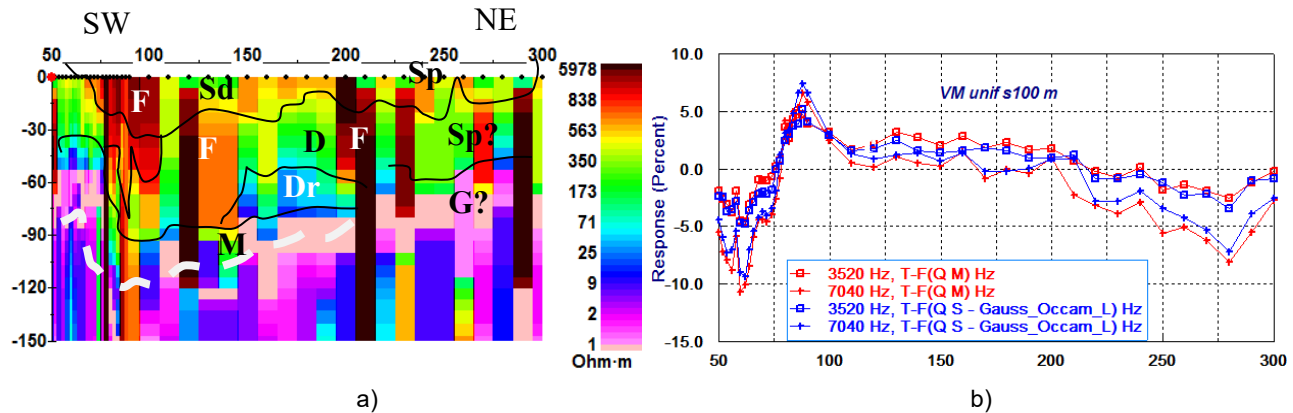 SW NE
50 100 150 200 250 300
0
-30
-60
-90
-120
-150
F Sd Sp
F D F Sp?
Dr G?
M
5978
838
563
350
173
71
25
9
2
1
Ohm·m
a)
10.0
5.0
0.0
-5.0
-10.0
-15.0
Response (Percent)
VM unif s100 m
3520 Hz, T-F(Q M) Hz
7040 Hz, T-F(Q M) Hz
3520 Hz, T-F(Q S - Gauss_Occam_L) Hz
7040 Hz, T-F(Q S - Gauss_Occam_L) Hz
50 100 150 200 250 300
b)